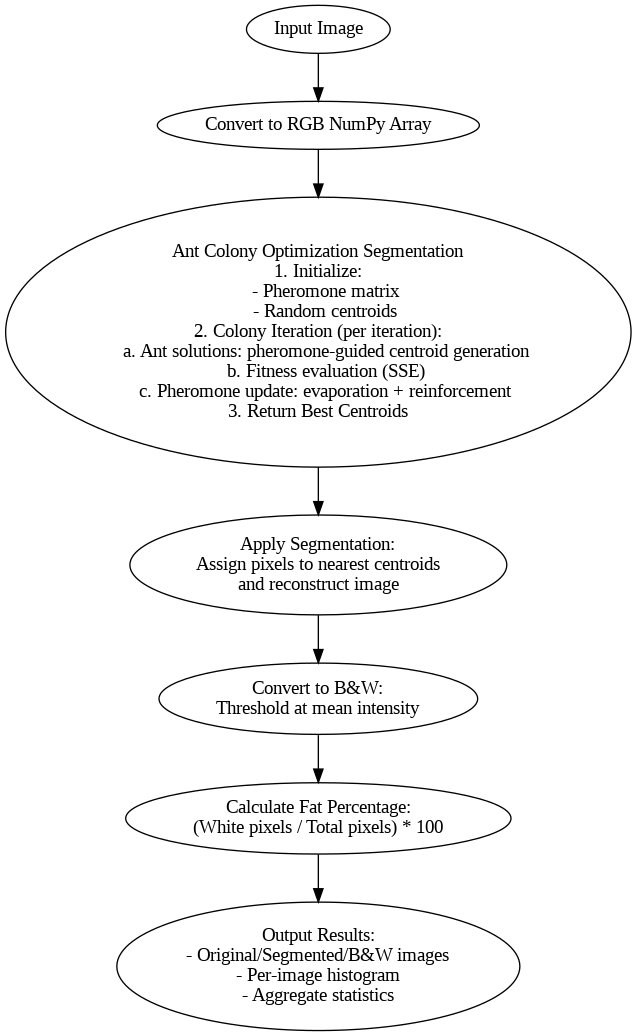 Input Image
Convert to RGB NumPy Array
Ant Colony Optimization Segmentation
1. Initialize:
- Pheromone matrix
- Random centroids
2. Colony Iteration (per iteration):
a. Ant solutions: pheromone-guided centroid generation
b. Fitness evaluation (SSE)
c. Pheromone update: evaporation + reinforcement
3. Return Best Centroids
Apply Segmentation:
Assign pixels to nearest centroids
and reconstruct image
Convert to B&W:
Threshold at mean intensity
Calculate Fat Percentage:
(White pixels / Total pixels) * 100
Output Results:
- Original/Segmented/B&W images
- Per-image histogram
- Aggregate statistics